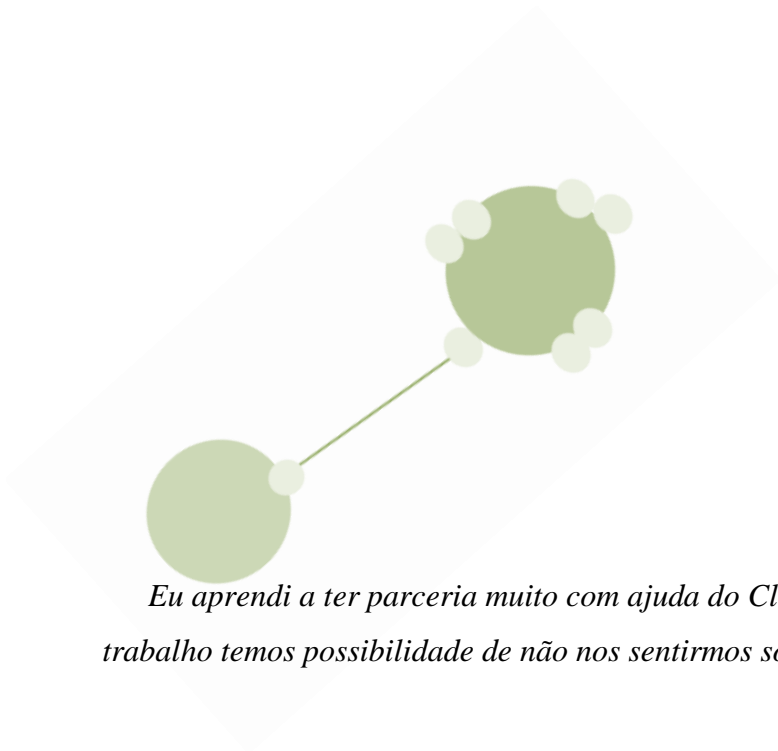 Eu aprendi a ter parceria muito com ajuda do
trabalho temos possibilidade de não nos sentirmos